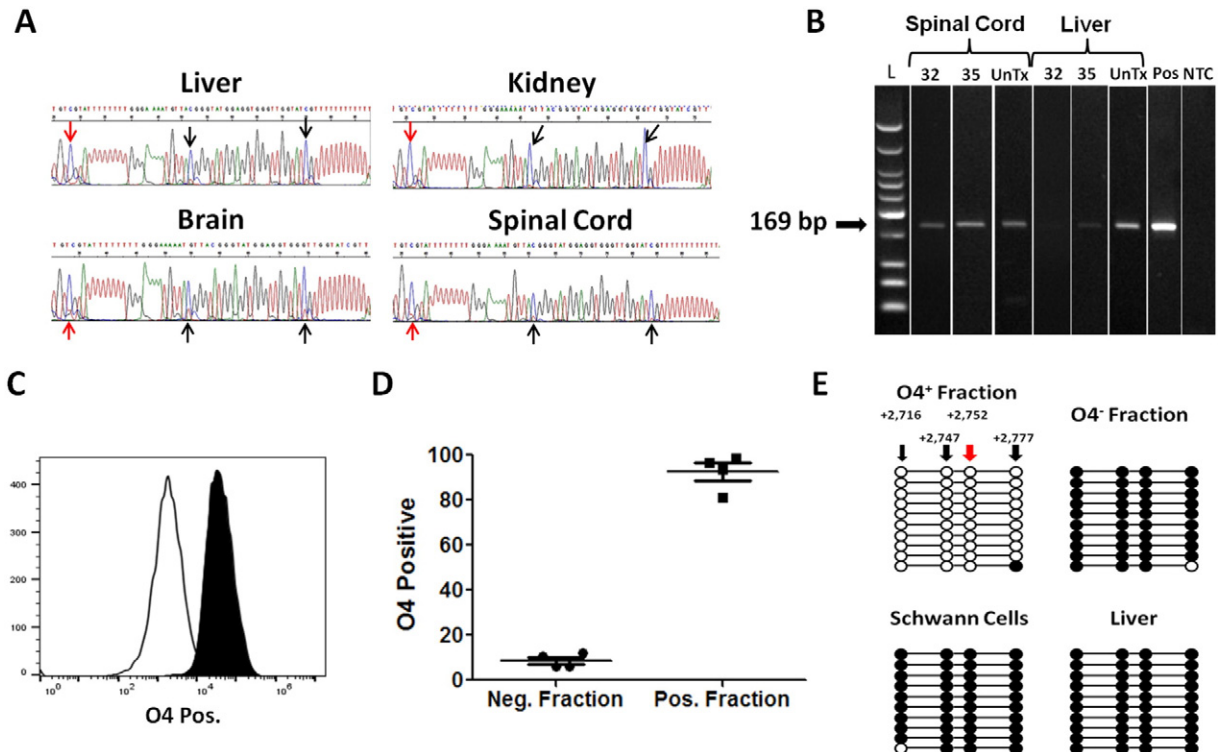 A
Liver
TGTCGTATTTTTTTT GGGAAAATGTTACGGGTATGGAGGTGGGTTGGTATCGTTTTTTTTTTTTT
Kidney
Brain
Spinal Cord
B
Spinal Cord Liver
L 32 35 UnTx 32 35 UnTx Pos NTC
169 bp
C
400
300
200
100
0
10⁰ 10² 10⁴ 10⁶
O4 Pos.
D
O4 Positive
100
80
60
40
20
0
Neg. Fraction Pos. Fraction
E
O4⁺ Fraction
+2,716 +2,752
+2,747 +2,777
O4⁻ Fraction
Schwann Cells
Liver